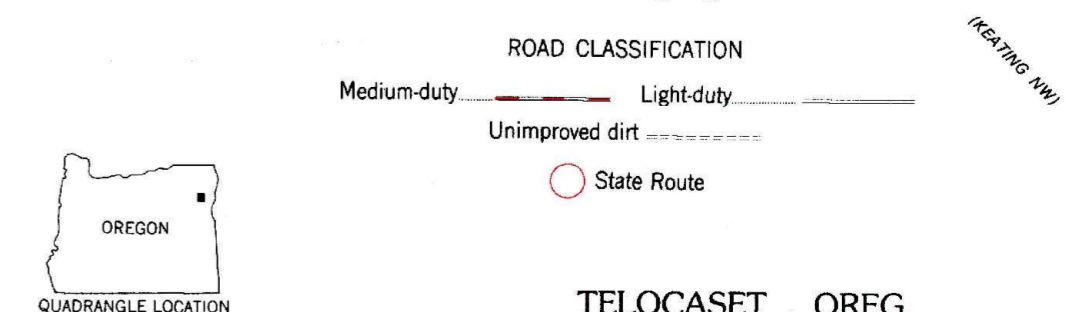 (KEATING NW)
ROAD CLASSIFICATION
Medium-duty Light-duty
Unimproved dirt
State Route
OREGON
QUADRANGLE LOCATION
TELOCASET, OREG.